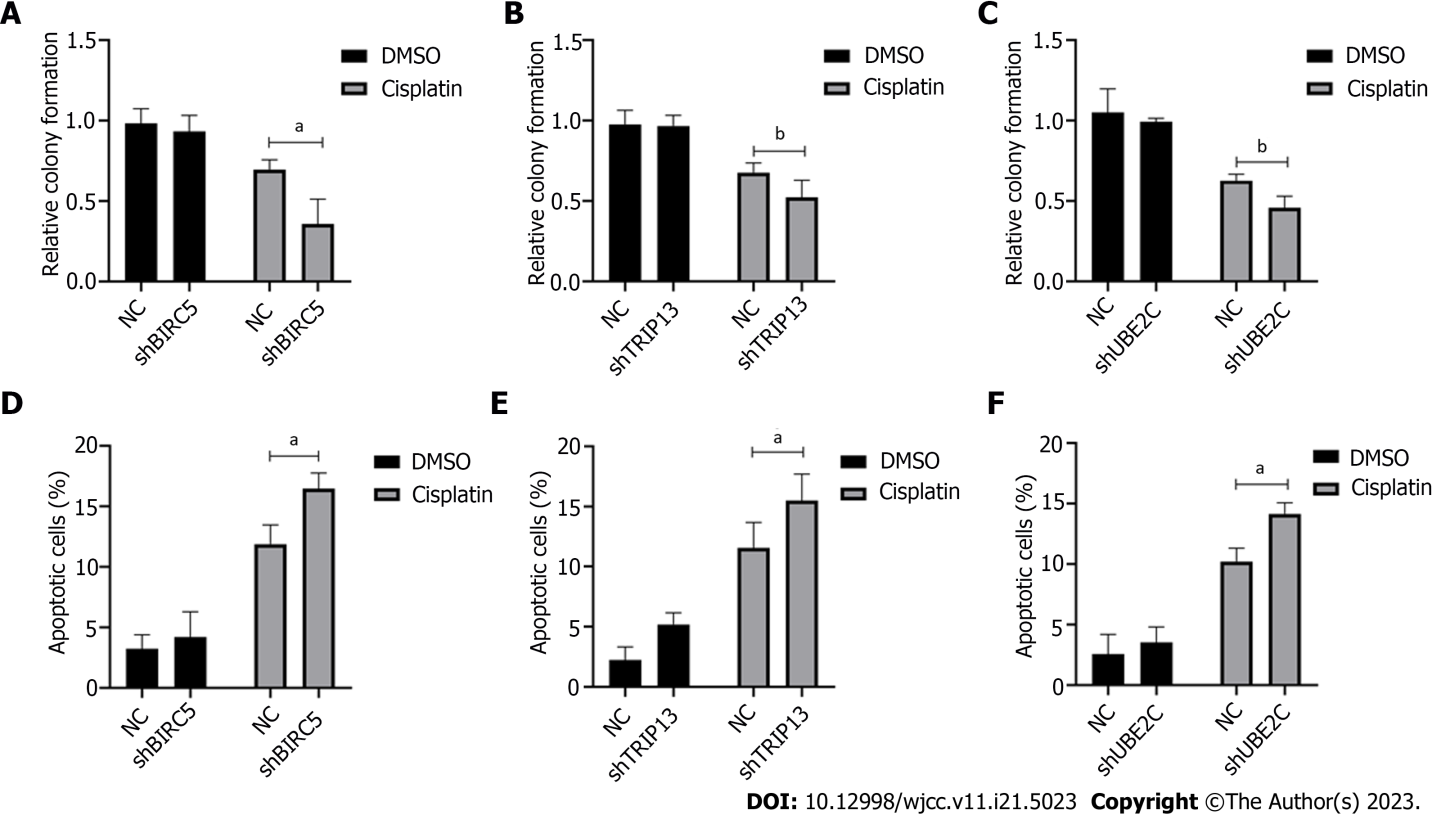 A
Relative colony formation
1.5
1.0
0.5
0.0
DMSO
Cisplatin
a
NC
shBIRC5
NC
shBIRC5
B
Relative colony formation
1.5
1.0
0.5
0.0
DMSO
Cisplatin
b
NC
shTRIP13
NC
shTRIP13
C
Relative colony formation
1.5
1.0
0.5
0.0
DMSO
Cisplatin
b
NC
shUBE2C
NC
shUBE2C
D
Apoptotic cells (%)
20
15
10
5
0
DMSO
Cisplatin
a
NC
shBIRC5
NC
shBIRC5
E
Apoptotic cells (%)
20
15
10
5
0
DMSO
Cisplatin
a
NC
shTRIP13
NC
shTRIP13
F
Apoptotic cells (%)
20
15
10
5
0
DMSO
Cisplatin
a
NC
shUBE2C
NC
shUBE2C
DOI: 10.12998/wjcc.v11.i21.5023 Copyright ©The Author(s) 2023.